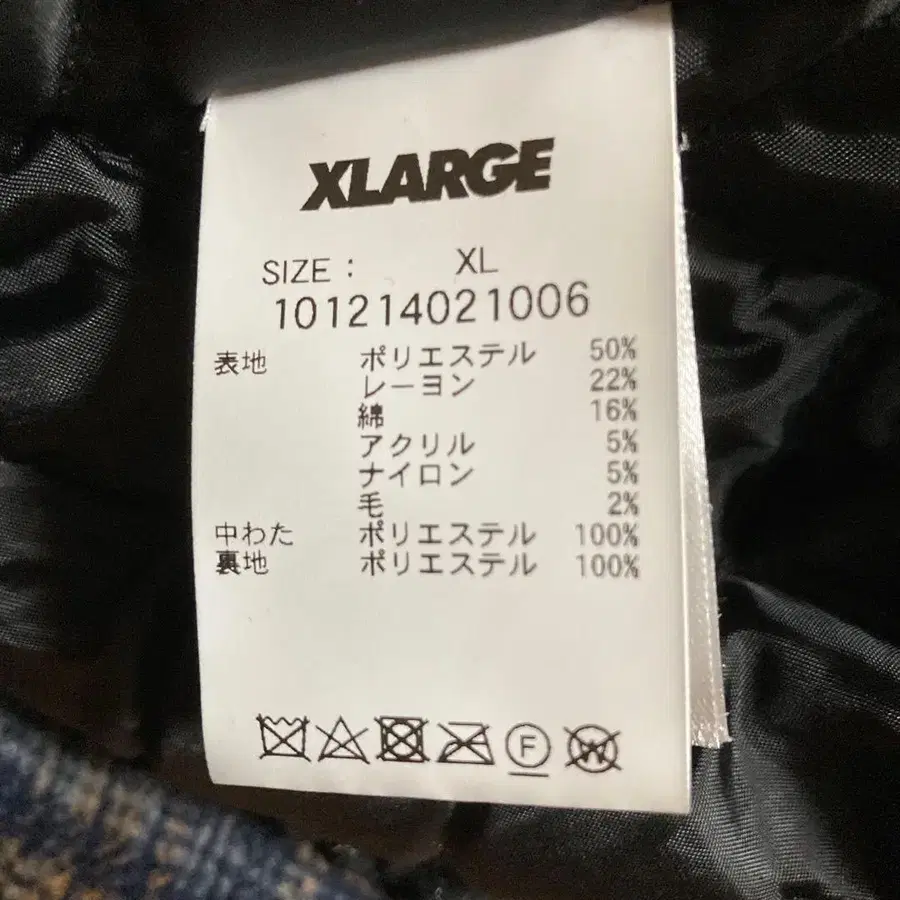 XLARGE
SIZE : XL
101214021006
表地 ポリエステル 50%
レーヨン 22%
綿 16%
アクリル 5%
ナイロン 5%
毛 2%
中わた ポリエステル 100%
裏地 ポリエステル 100%
F W